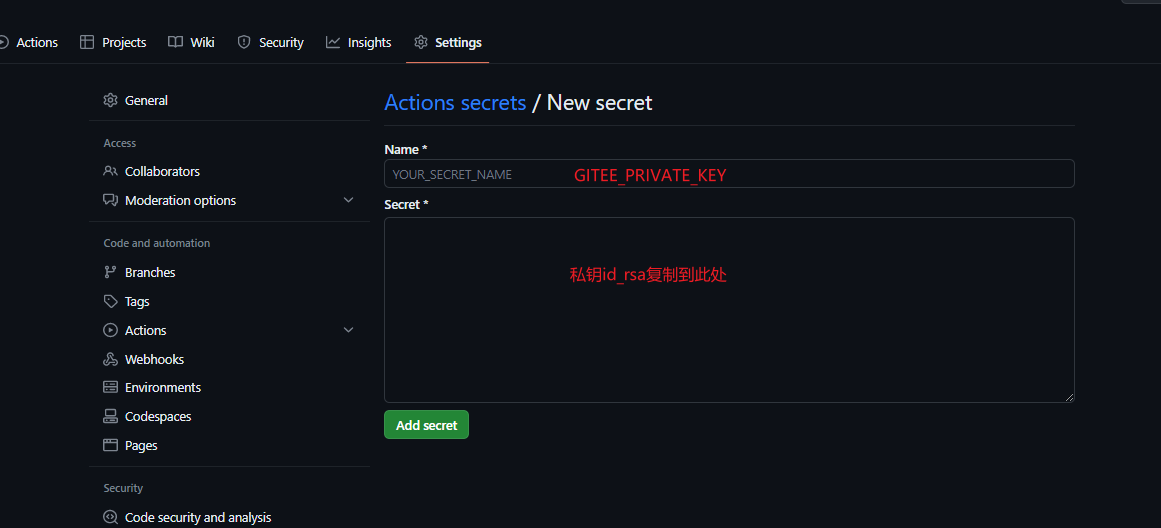 Actions Projects Wiki Security Insights Settings
General
Access
Collaborators
Moderation options
Code and automation
Branches
Tags
Actions
Webhooks
Environments
Codespaces
Pages
Security
Code security and analysis
Actions secrets / New secret
Name *
YOUR_SECRET_NAME GITEE_PRIVATE_KEY
Secret *
私钥id_rsa复制到此处
Add secret